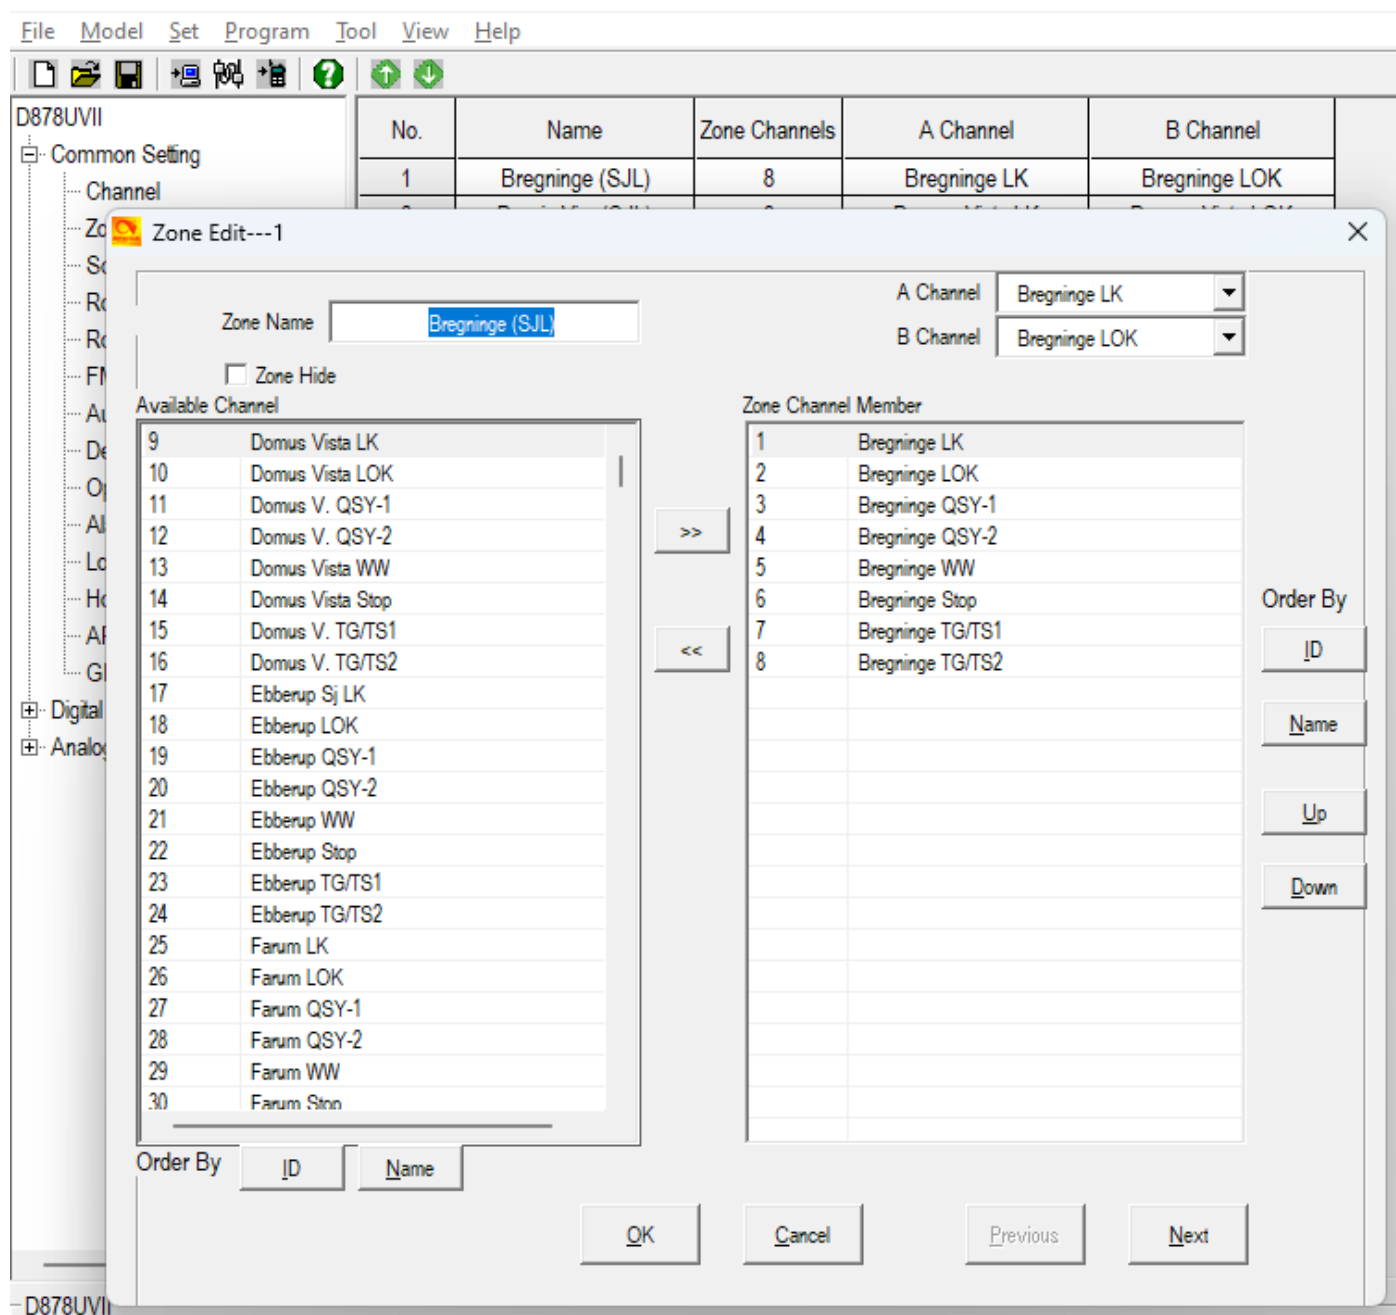 File Model Set Program Tool View Help
D878UVII
Common Setting
Channel
No. Name Zone Channels A Channel B Channel
1 Bregninge (SJL) 8 Bregninge LK Bregninge LOK
Zone Edit---1
A Channel Bregninge LK
Zone Name Bregninge (SJL)
B Channel Bregninge LOK
Zone Hide
Available Channel
9 Domus Vista LK
10 Domus Vista LOK
11 Domus V. QSY-1
12 Domus V. QSY-2
13 Domus Vista WW
14 Domus Vista Stop
15 Domus V. TG/TS1
16 Domus V. TG/TS2
17 Ebberup Sj LK
18 Ebberup LOK
19 Ebberup QSY-1
20 Ebberup QSY-2
21 Ebberup WW
22 Ebberup Stop
23 Ebberup TG/TS1
24 Ebberup TG/TS2
25 Farum LK
26 Farum LOK
27 Farum QSY-1
28 Farum QSY-2
29 Farum WW
30 Farum Stop
Order By ID Name
>>
<<
Zone Channel Member
1 Bregninge LK
2 Bregninge LOK
3 Bregninge QSY-1
4 Bregninge QSY-2
5 Bregninge WW
6 Bregninge Stop
7 Bregninge TG/TS1
8 Bregninge TG/TS2
Order By
ID
Name
Up
Down
OK Cancel Previous Next
Digital
D878UVII